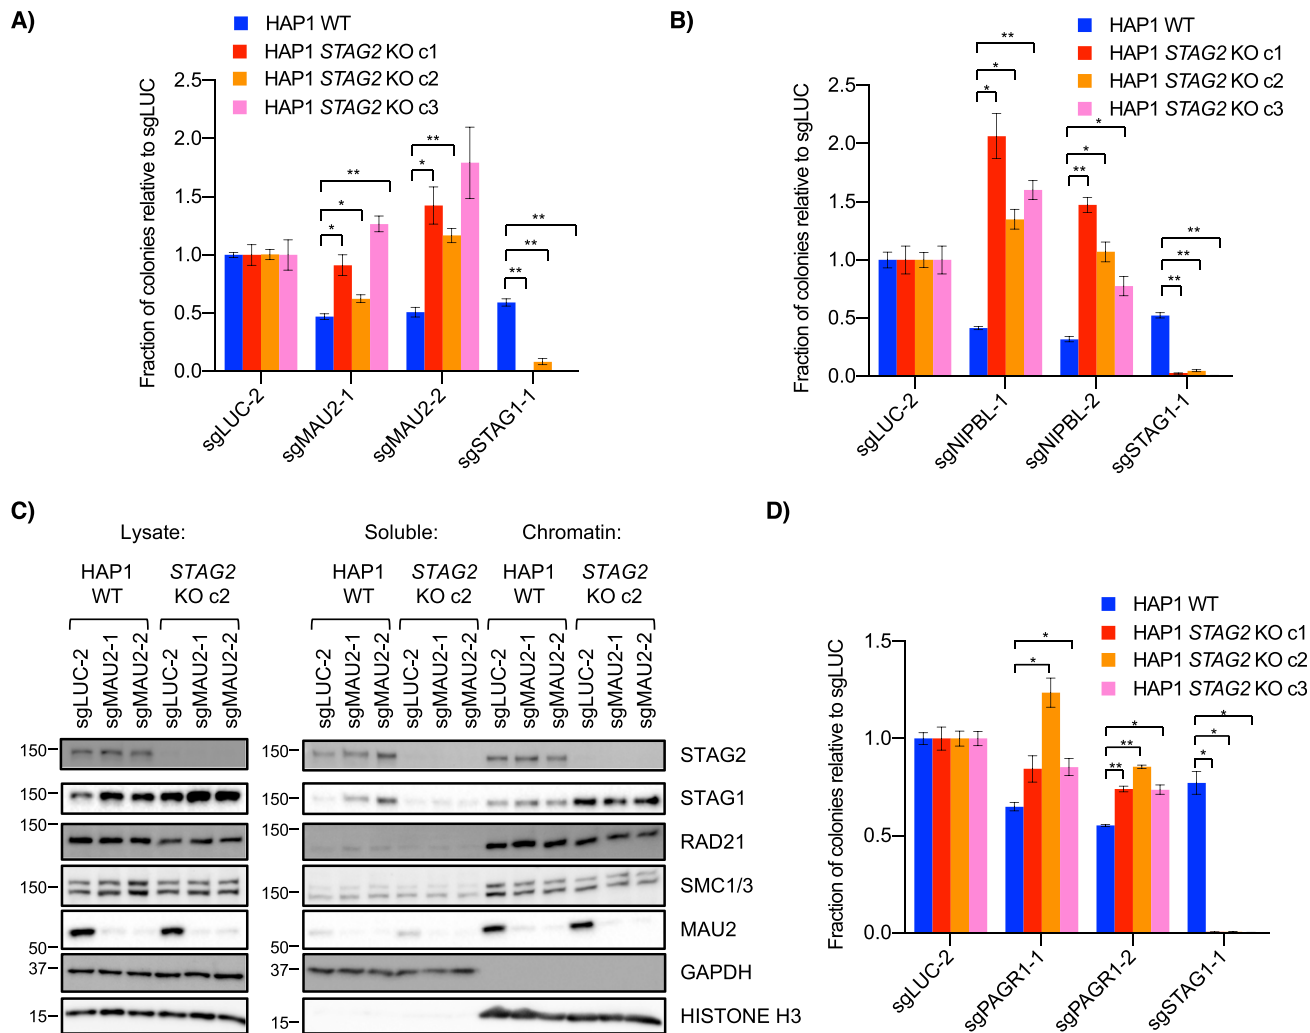 A)
HAP1 WT
HAP1 STAG2 KO c1
HAP1 STAG2 KO c2
HAP1 STAG2 KO c3
Fraction of colonies relative to sgLUC
2.5
2.0
1.5
1.0
0.5
0.0
*
*
**
*
**
**
**
**
sgLUC-2
sgMAU2-1
sgMAU2-2
sgSTAG1-1
B)
HAP1 WT
HAP1 STAG2 KO c1
HAP1 STAG2 KO c2
HAP1 STAG2 KO c3
Fraction of colonies relative to sgLUC
2.5
2.0
1.5
1.0
0.5
0.0
**
*
*
*
*
**
**
**
**
sgLUC-2
sgNIPBL-1
sgNIPBL-2
sgSTAG1-1
C)
Lysate:
Soluble:
Chromatin:
HAP1 WT
STAG2 KO c2
HAP1 WT
STAG2 KO c2
HAP1 WT
STAG2 KO c2
sgLUC-2
sgMAU2-1
sgMAU2-2
sgLUC-2
sgMAU2-1
sgMAU2-2
sgLUC-2
sgMAU2-1
sgMAU2-2
sgLUC-2
sgMAU2-1
sgMAU2-2
sgLUC-2
sgMAU2-1
sgMAU2-2
sgLUC-2
sgMAU2-1
sgMAU2-2
150 150 STAG2
150 150 STAG1
150 150 RAD21
150 150 SMC1/3
50 50 MAU2
37 37 GAPDH
15 15 HISTONE H3
D)
HAP1 WT
HAP1 STAG2 KO c1
HAP1 STAG2 KO c2
HAP1 STAG2 KO c3
Fraction of colonies relative to sgLUC
1.5
1.0
0.5
0.0
*
*
*
**
**
*
*
*
sgLUC-2
sgPAGR1-1
sgPAGR1-2
sgSTAG1-1